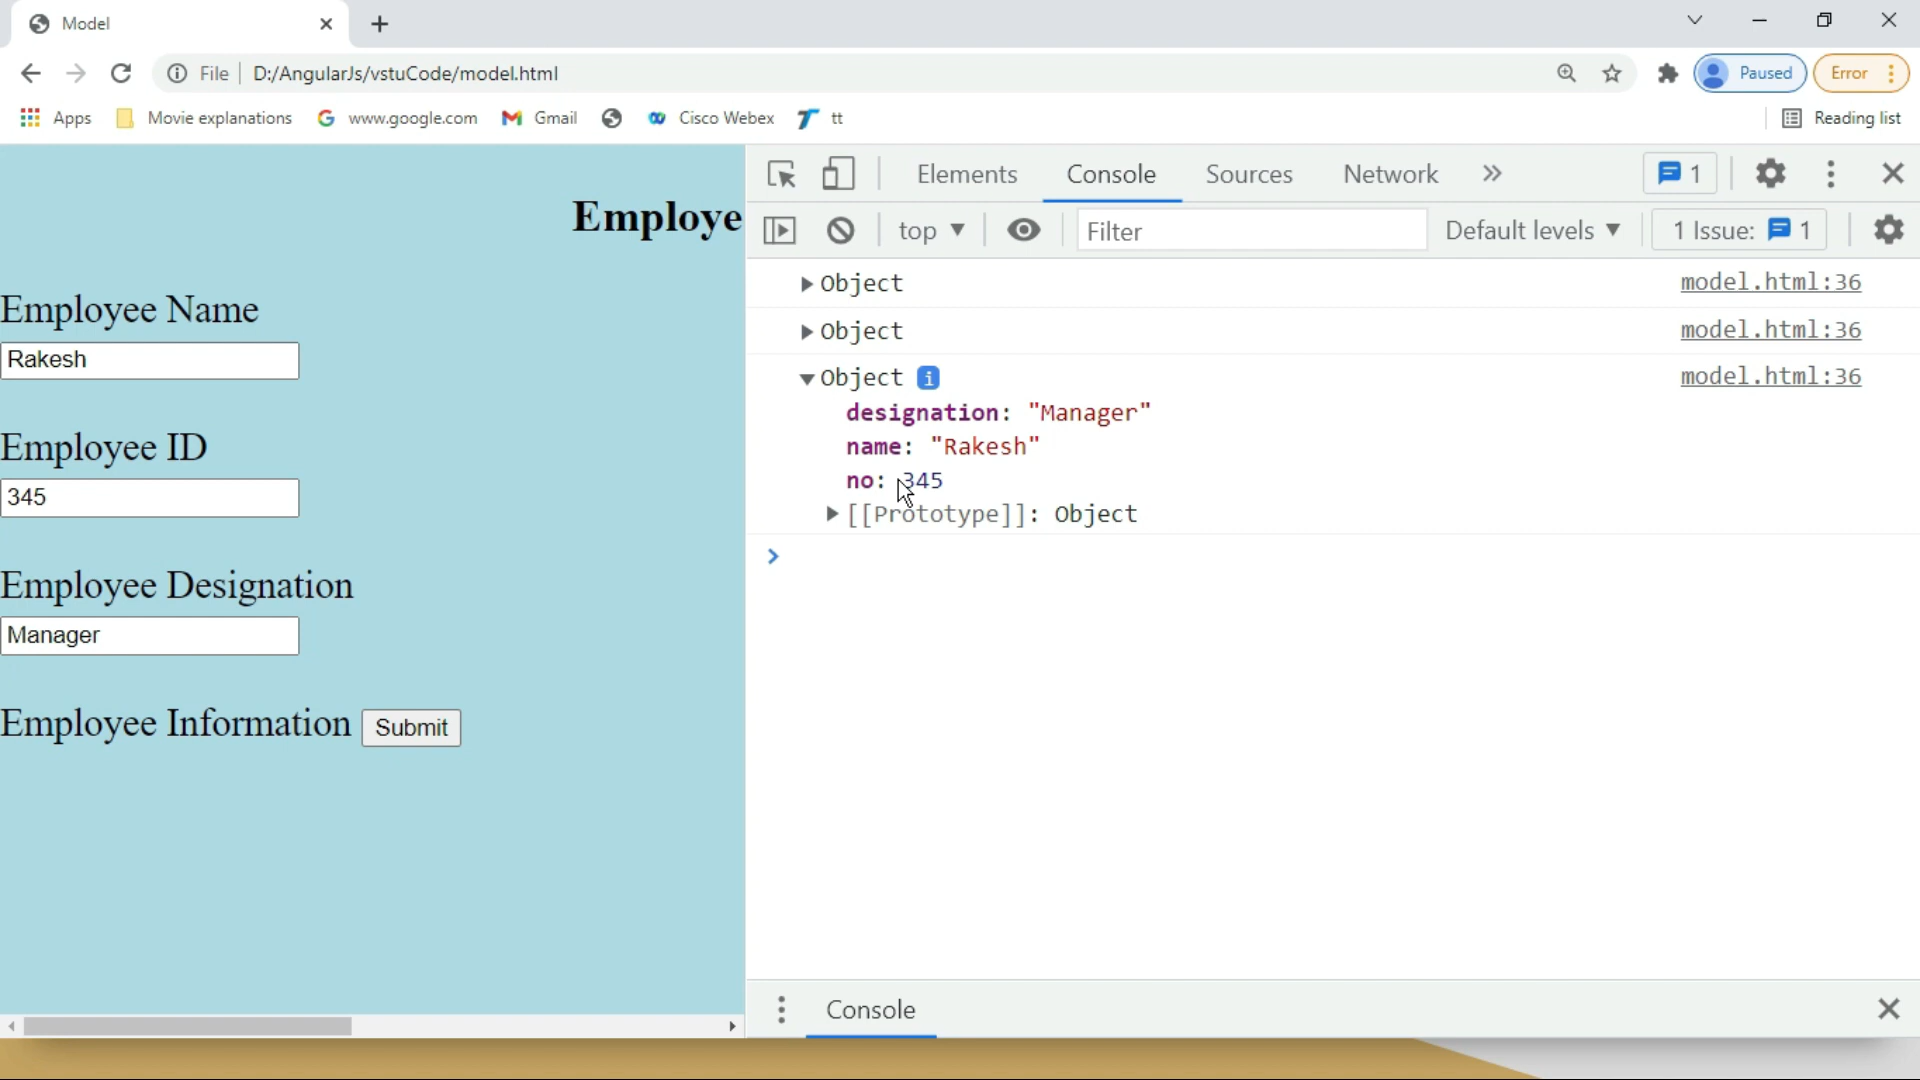 Model
File
D:/AngularJs/vstuCode/model.html
Paused
Error
Apps
Movie explanations
www.google.com
Gmail
Cisco Webex
tt
Reading list
Employe
Employee Name
Rakesh
Employee ID
345
Employee Designation
Manager
Employee Information
Submit
Elements
Console
Sources
Network
1
top
Filter
Default levels
1 Issue: 1
Object
model.html:36
Object
model.html:36
Object
model.html:36
designation: "Manager"
name: "Rakesh"
no: 345
[[Prototype]]: Object
Console